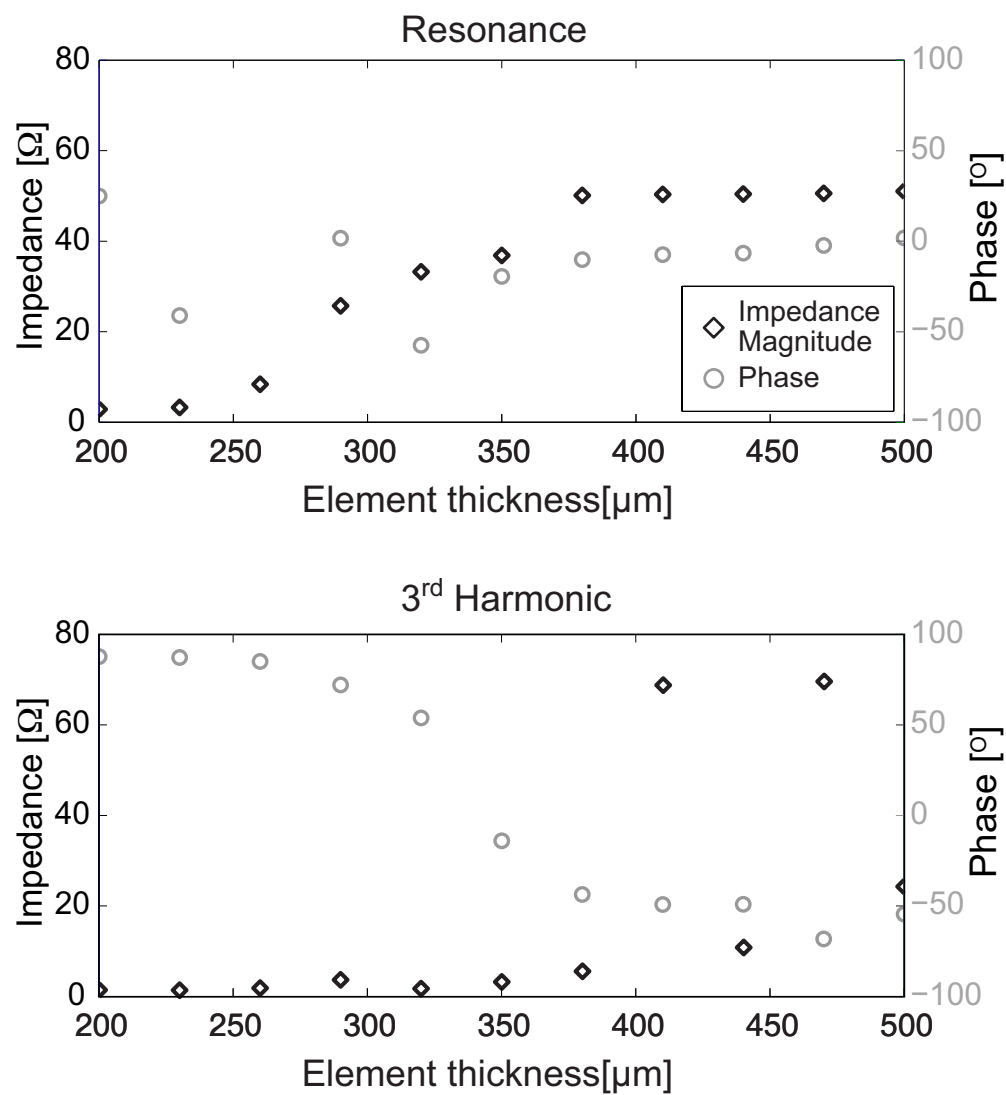 Resonance
80
60
40
20
0
Impedance [Ω]
100
50
0
−50
−100
Phase [º]
Impedance
Magnitude
Phase
200 250 300 350 400 450 500
Element thickness[µm]
3rd Harmonic
80
60
40
20
0
Impedance [Ω]
100
50
0
−50
−100
Phase [º]
200 250 300 350 400 450 500
Element thickness[µm]